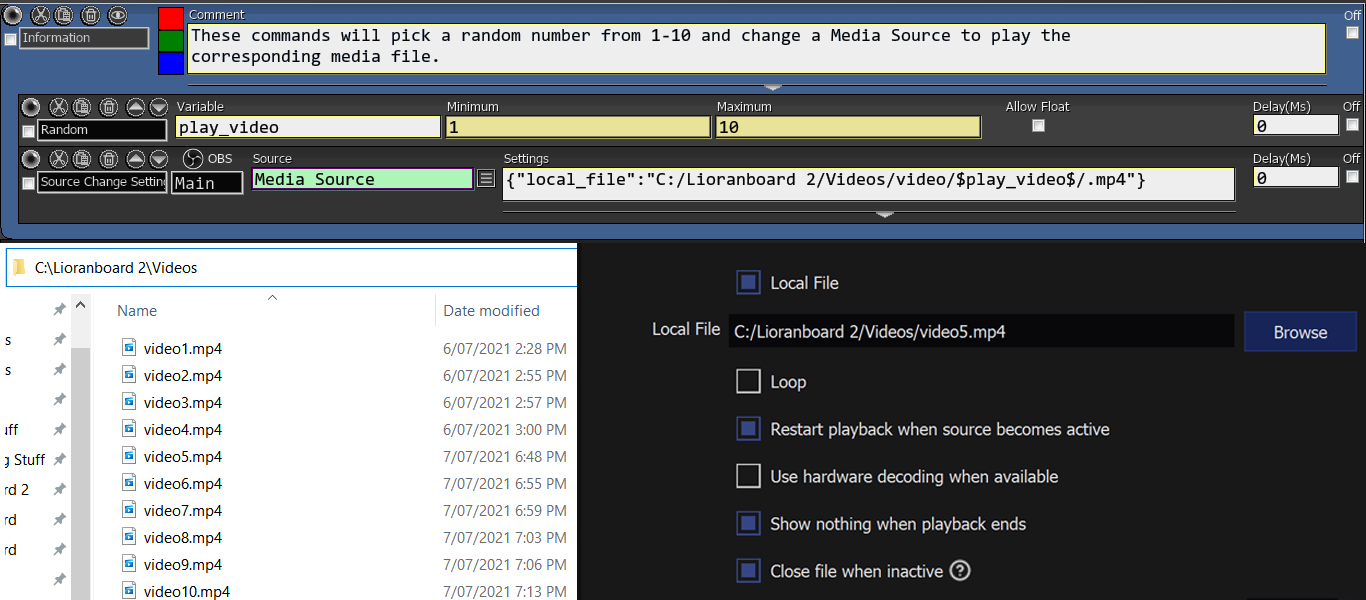 Comment
Off
Information
These commands will pick a random number from 1-10 and change a Media Source to play the
corresponding media file.
Variable
Minimum
Maximum
Allow Float
Delay(Ms)
Off
Random
play_video
1
10
0
OBS
Source
Settings
Delay(Ms)
Off
Source Change Settin
Main
Media Source
{"local_file":"C:/Lioranboard 2/Videos/video/$play_video$/.mp4"}
0
C:\Lioranboard 2\Videos
Name
Date modified
video1.mp4
6/07/2021 2:28 PM
s
video2.mp4
6/07/2021 2:55 PM
s
video3.mp4
6/07/2021 2:57 PM
video4.mp4
6/07/2021 3:00 PM
uff
video5.mp4
7/07/2021 6:48 PM
g Stuff
video6.mp4
7/07/2021 6:55 PM
rd 2
video7.mp4
7/07/2021 6:59 PM
rd
video8.mp4
7/07/2021 7:03 PM
rd
video9.mp4
7/07/2021 7:06 PM
video10.mp4
7/07/2021 7:13 PM
Local File
Local File
C:/Lioranboard 2/Videos/video5.mp4
Browse
Loop
Restart playback when source becomes active
Use hardware decoding when available
Show nothing when playback ends
Close file when inactive ?